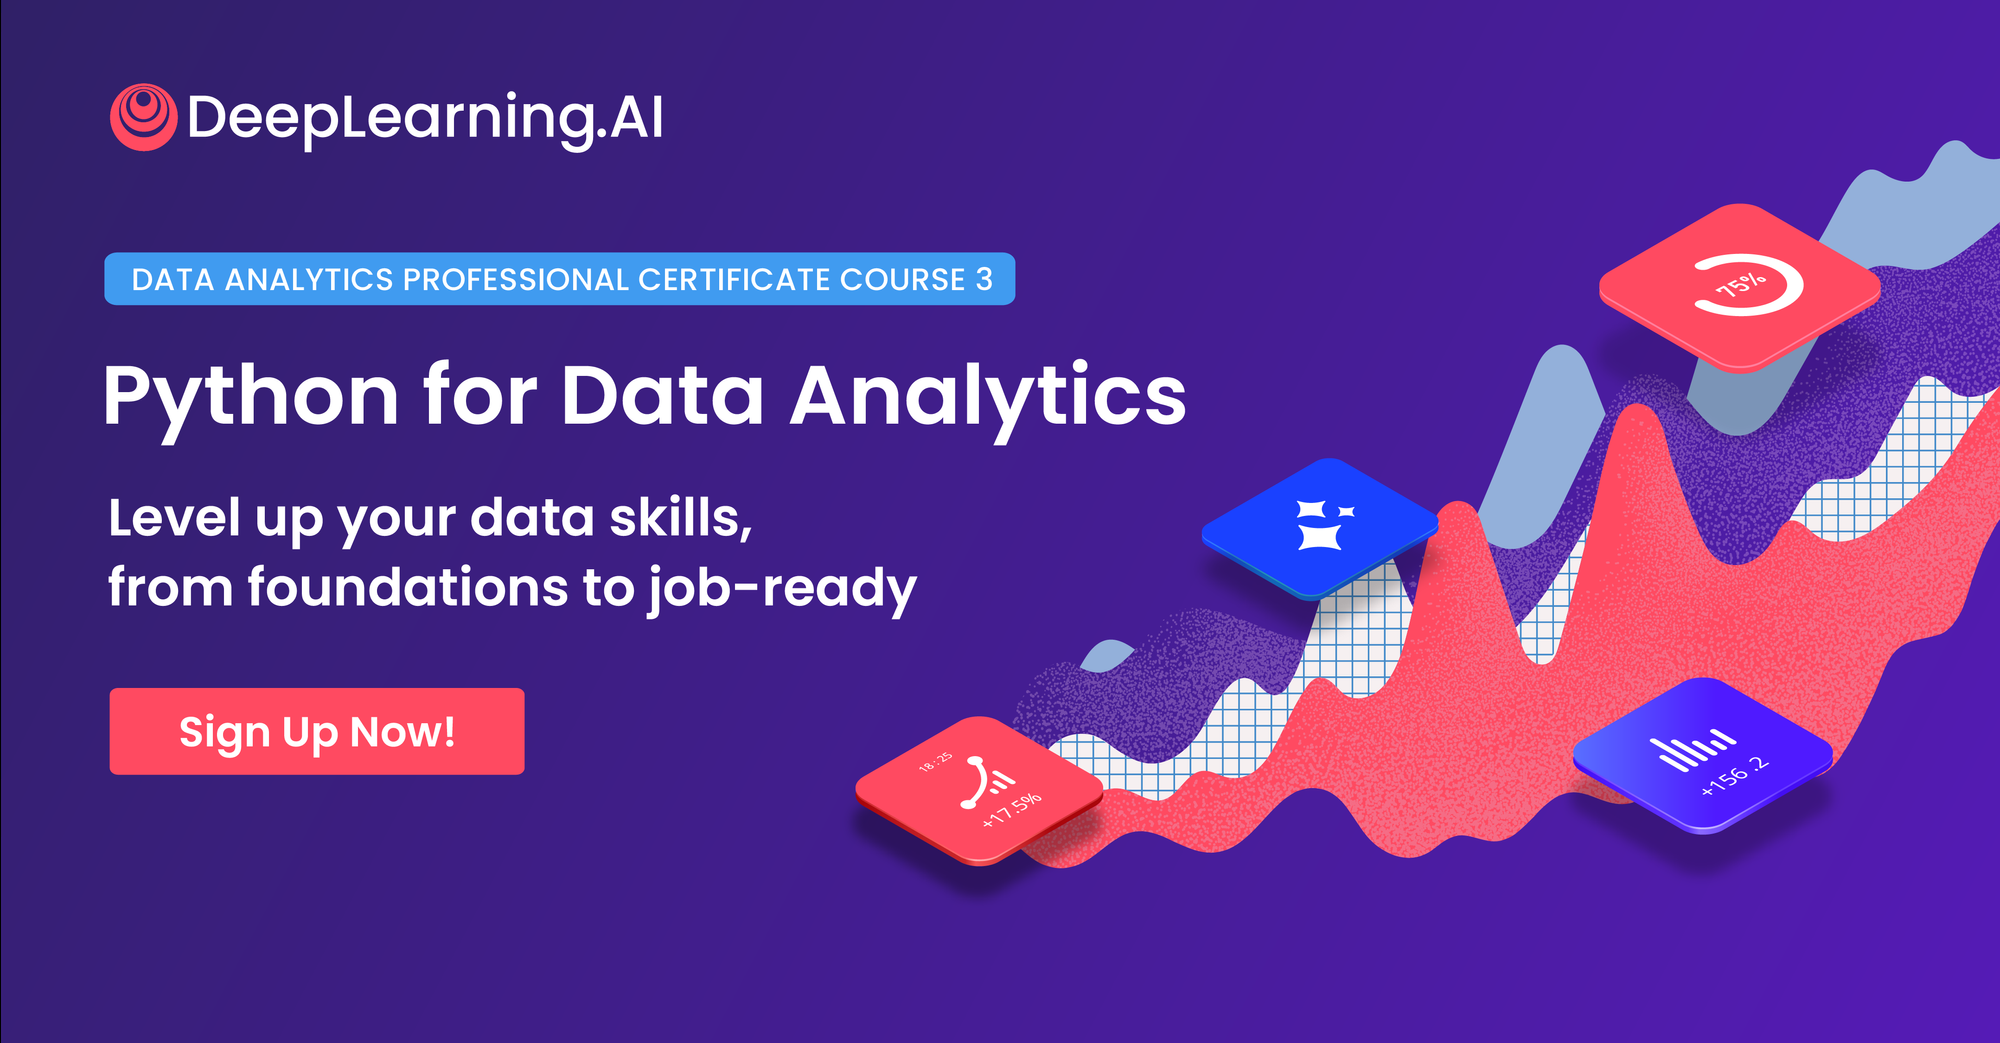 DeepLearning.AI
DATA ANALYTICS PROFESSIONAL CERTIFICATE COURSE 3
Python for Data Analytics
Level up your data skills,
from foundations to job-ready
Sign Up Now!
75%
18:25
+17.5%
+156.2